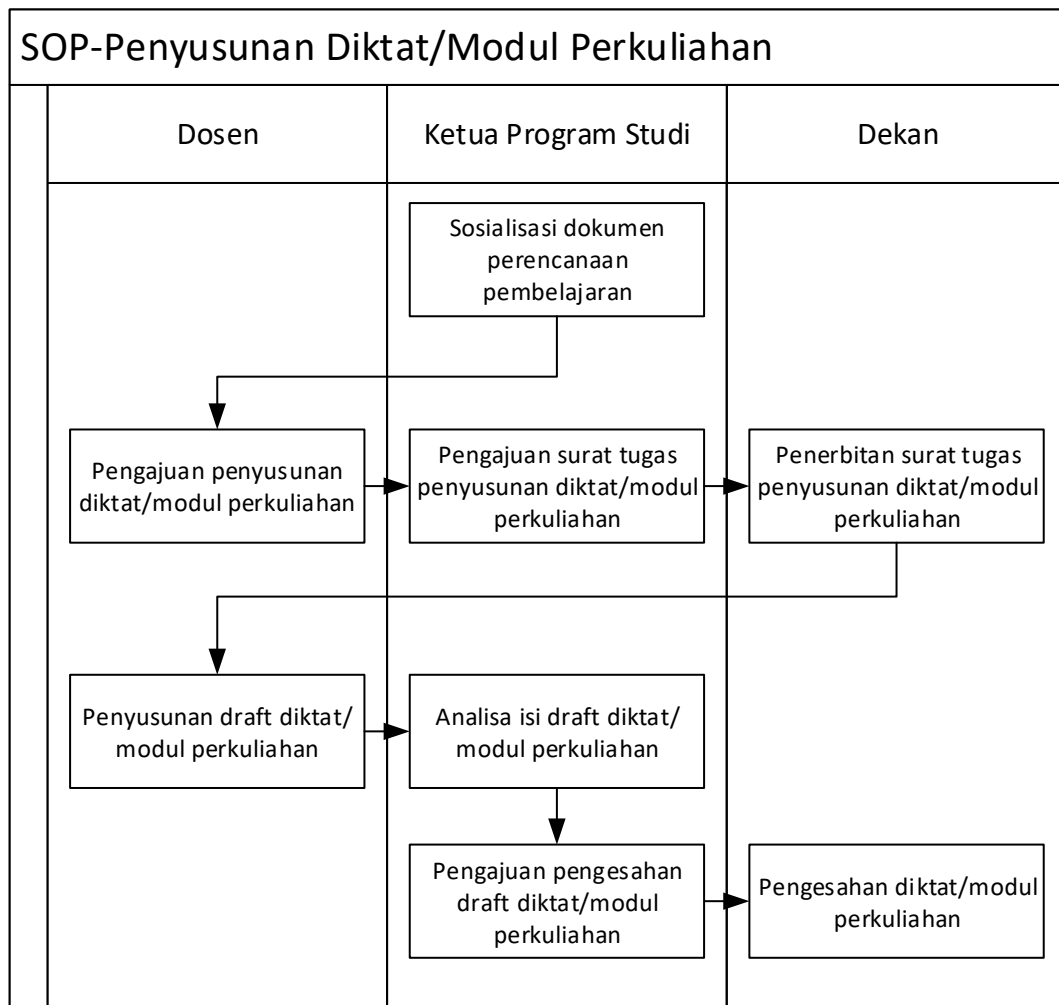 SOP-Penyusunan Diktat/Modul Perkuliahan
Dosen
Ketua Program Studi
Dekan
Sosialisasi dokumen
perencanaan
pembelajaran
Pengajuan penyusunan
diktat/modul perkuliahan
Pengajuan surat tugas
penyusunan diktat/modul
perkuliahan
Penerbitan surat tugas
penyusunan diktat/modul
perkuliahan
Penyusunan draft diktat/
modul perkuliahan
Analisa isi draft diktat/
modul perkuliahan
Pengajuan pengesahan
draft diktat/modul
perkuliahan
Pengesahan diktat/modul
perkuliahan